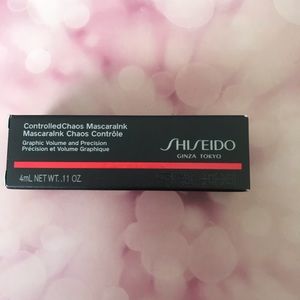 ControlledChaos MascaraInk
MascaraInk Chaos Contrôle
Graphic Volume and Precision
Précision et Volume Graphique
SHISEIDO
GINZA TOKYO
4mL NET WT. .11 OZ.